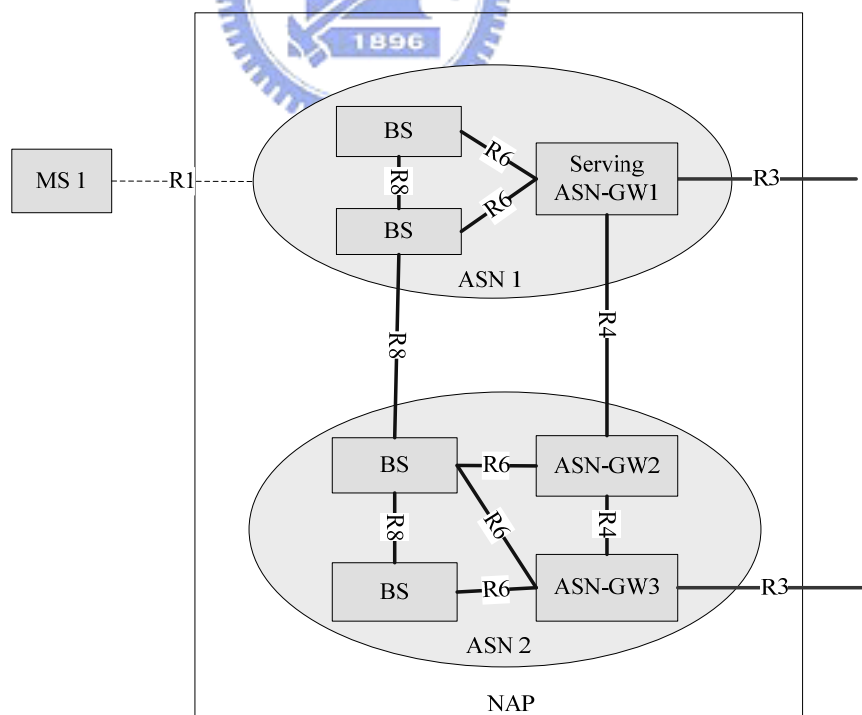 1896
BS
R6
Serving
ASN-GW1
MS 1
R1
R8
R3
R6
BS
ASN 1
R8
R4
BS
R6
ASN-GW2
R8
R6
R4
BS
R6
ASN-GW3
R3
ASN 2
NAP